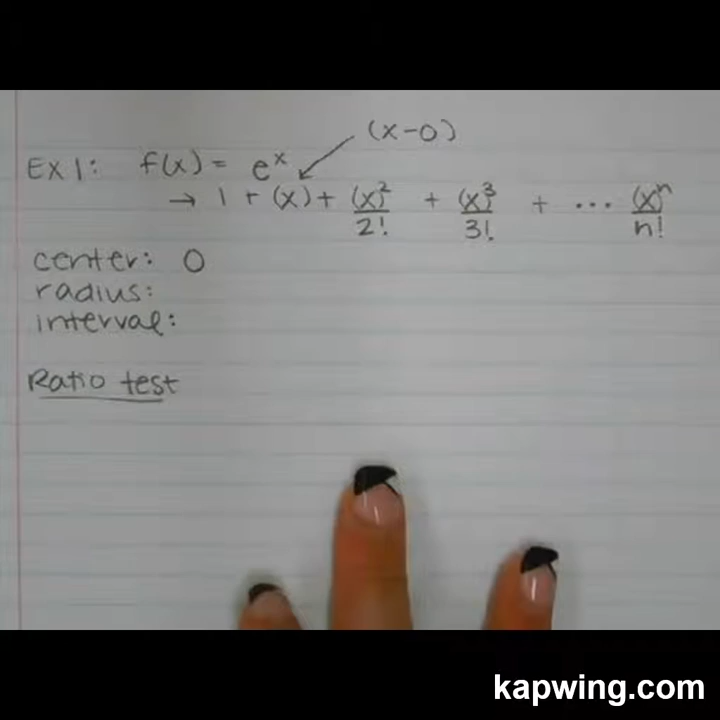 (x-0)
EX 1: f(x) = e^x
→ 1 + (x) + (x)^2/2! + (x)^3/3! + ... (x)^n/n!
center: 0
radius:
interval:
Ratio test
kapwing.com